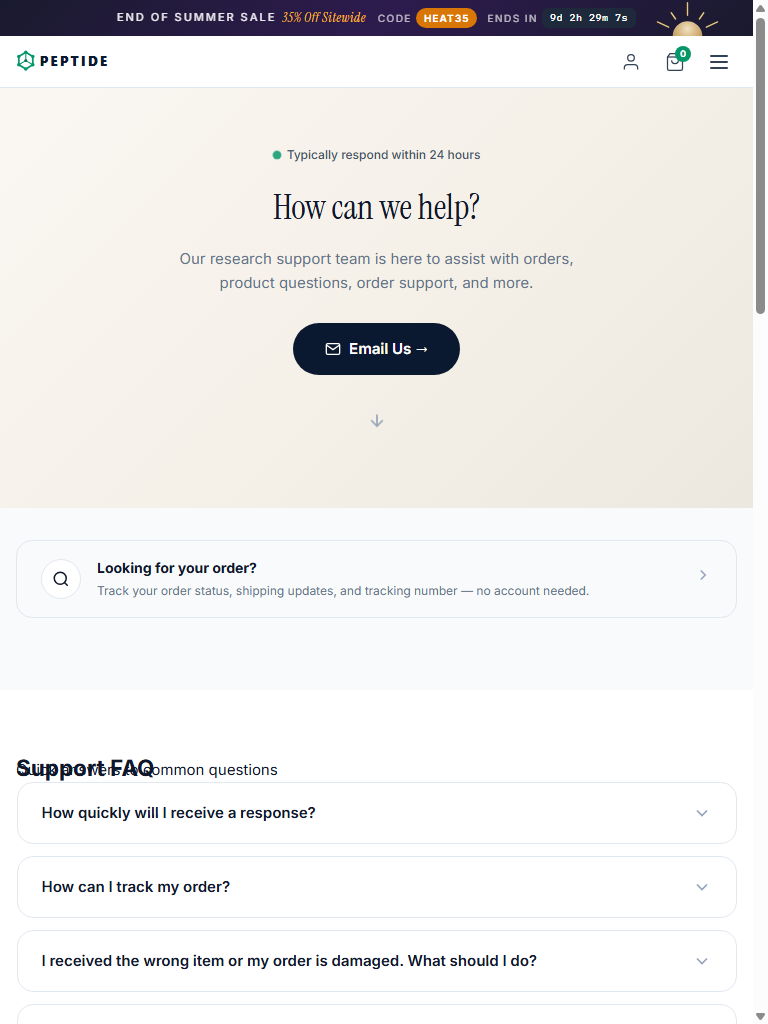 END OF SUMMER SALE 35% Off Sitewide CODE HEAT35 ENDS IN 9d 2h 29m 7s
PEPTIDE
0
Typically respond within 24 hours
How can we help?
Our research support team is here to assist with orders,
product questions, order support, and more.
Email Us →
Looking for your order?
Track your order status, shipping updates, and tracking number — no account needed.
Support FAQ
Quick answers to common questions
How quickly will I receive a response?
How can I track my order?
I received the wrong item or my order is damaged. What should I do?